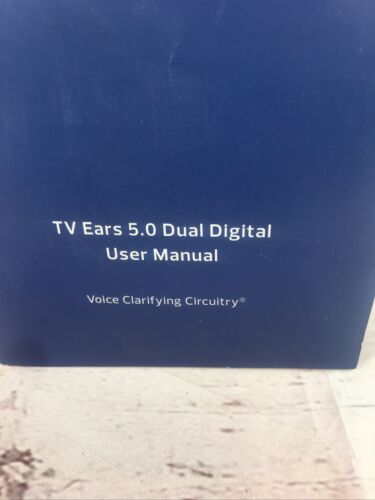 TV Ears 5.0 Dual Digital
User Manual
Voice Clarifying Circuitry®